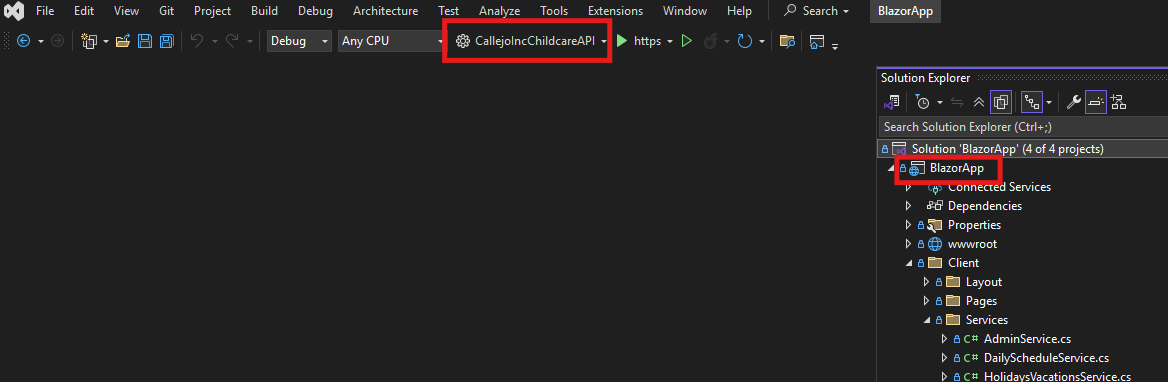 File Edit View Git Project Build Debug Architecture Test Analyze Tools Extensions Window Help Search BlazorApp
Debug Any CPU CallejoIncChildcareAPI https
Solution Explorer
Search Solution Explorer (Ctrl+;)
Solution 'BlazorApp' (4 of 4 projects)
BlazorApp
Connected Services
Dependencies
Properties
wwwroot
Client
Layout
Pages
Services
C# AdminService.cs
C# DailyScheduleService.cs
C# HolidaysVacationsService.cs